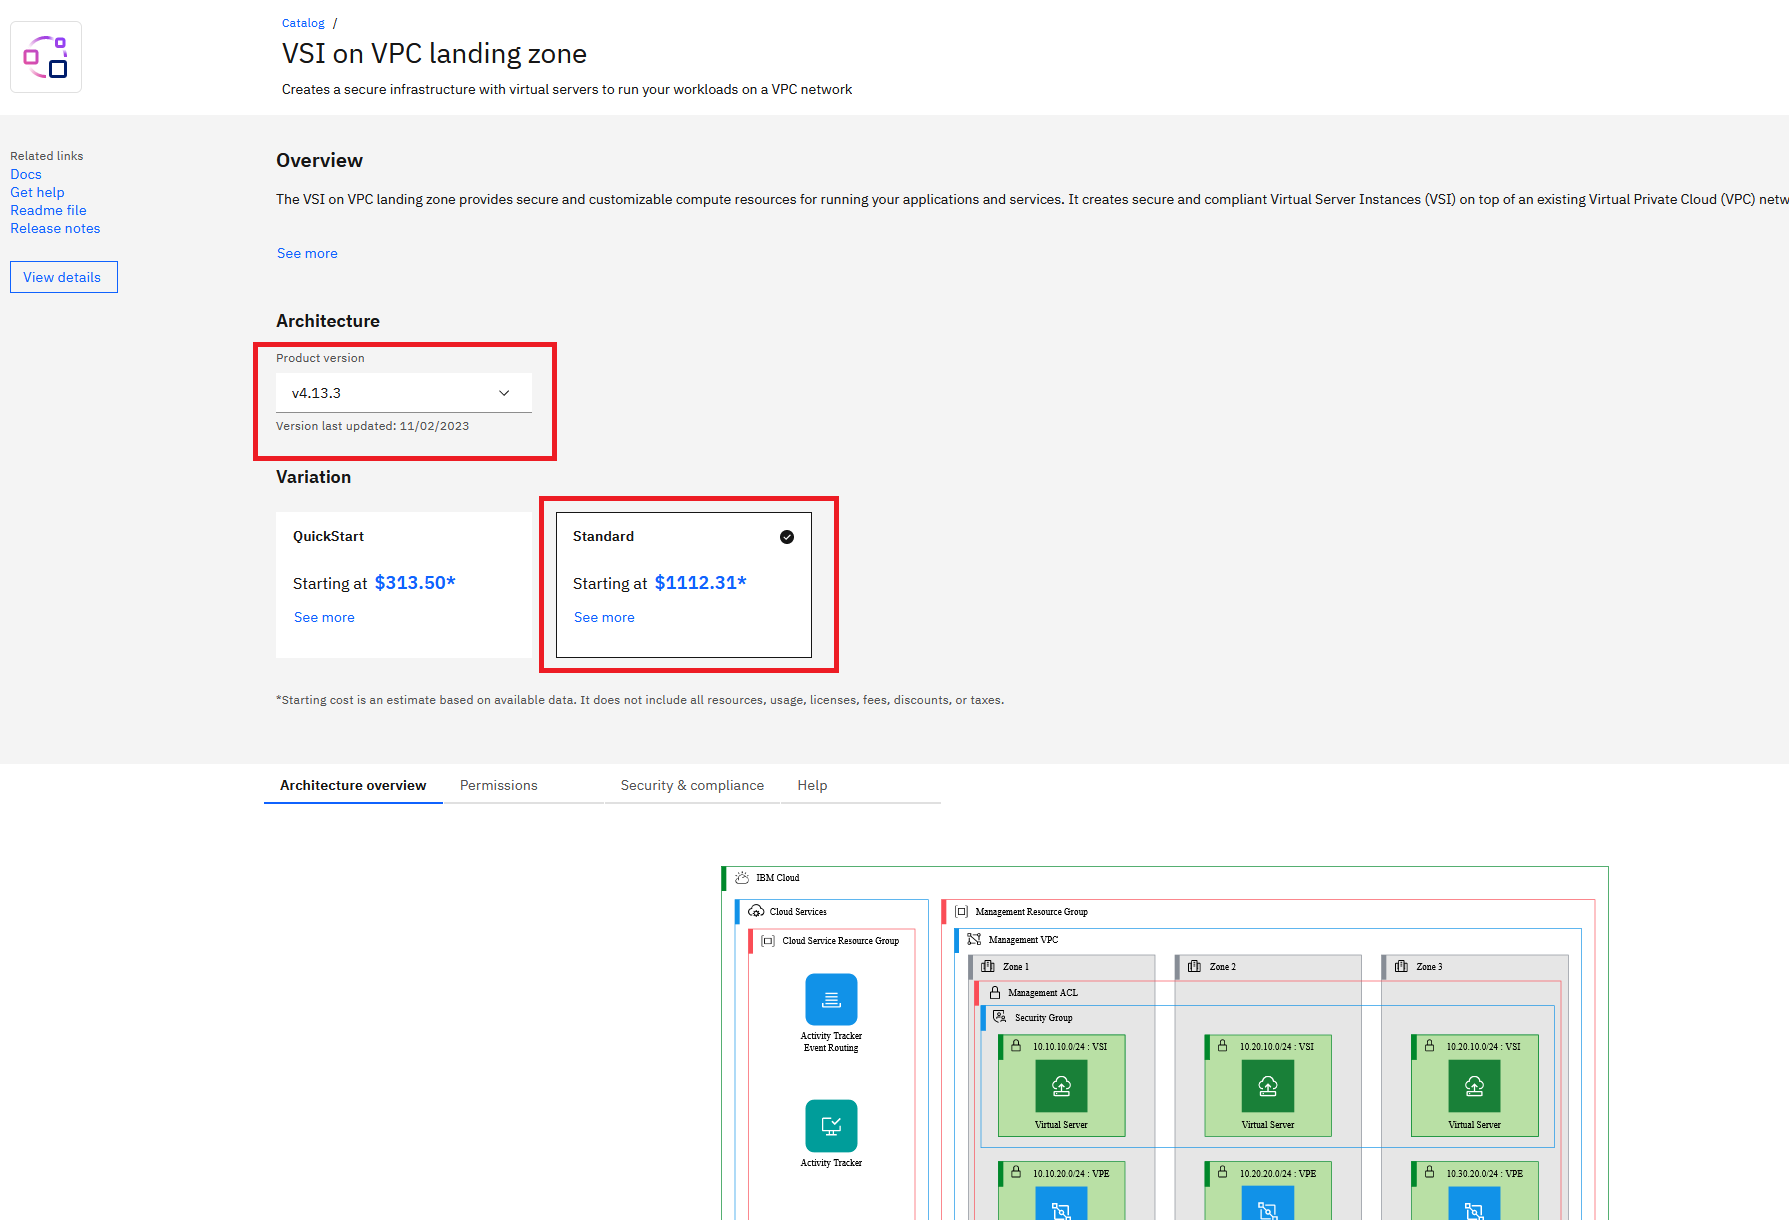 Catalog /
VSI on VPC landing zone
Creates a secure infrastructure with virtual servers to run your workloads on a VPC network
Related links
Docs
Get help
Readme file
Release notes
View details
Overview
The VSI on VPC landing zone provides secure and customizable compute resources for running your applications and services. It creates secure and compliant Virtual Server Instances (VSI) on top of an existing Virtual Private Cloud (VPC) netw
See more
Architecture
Product version
v4.13.3
Version last updated: 11/02/2023
Variation
QuickStart
Starting at $313.50*
See more
Standard
Starting at $1112.31*
See more
*Starting cost is an estimate based on available data. It does not include all resources, usage, licenses, fees, discounts, or taxes.
Architecture overview
Permissions
Security & compliance
Help
IBM Cloud
Cloud Services
Cloud Service Resource Group
Activity Tracker
Event Routing
Activity Tracker
Management Resource Group
Management VPC
Zone 1
Zone 2
Zone 3
Management ACL
Security Group
10.10.10.0/24 : VSI
Virtual Server
10.20.10.0/24 : VSI
Virtual Server
10.20.10.0/24 : VSI
Virtual Server
10.10.20.0/24 : VPE
10.20.20.0/24 : VPE
10.30.20.0/24 : VPE